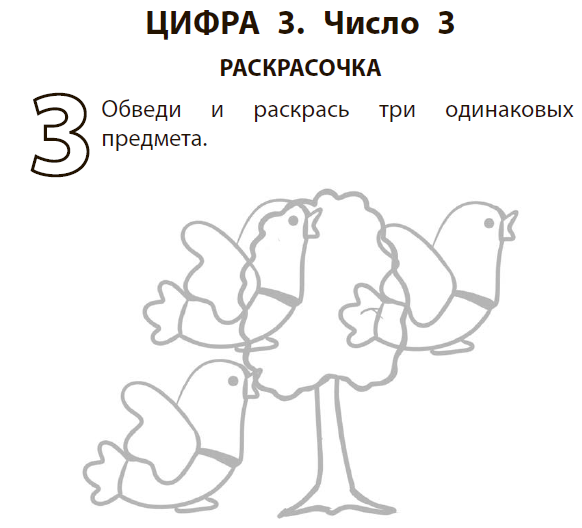 ЦИФРА 3. Число 3
РАСКРАСОЧКА
3
Обведи и раскрась три одинаковых
предмета.